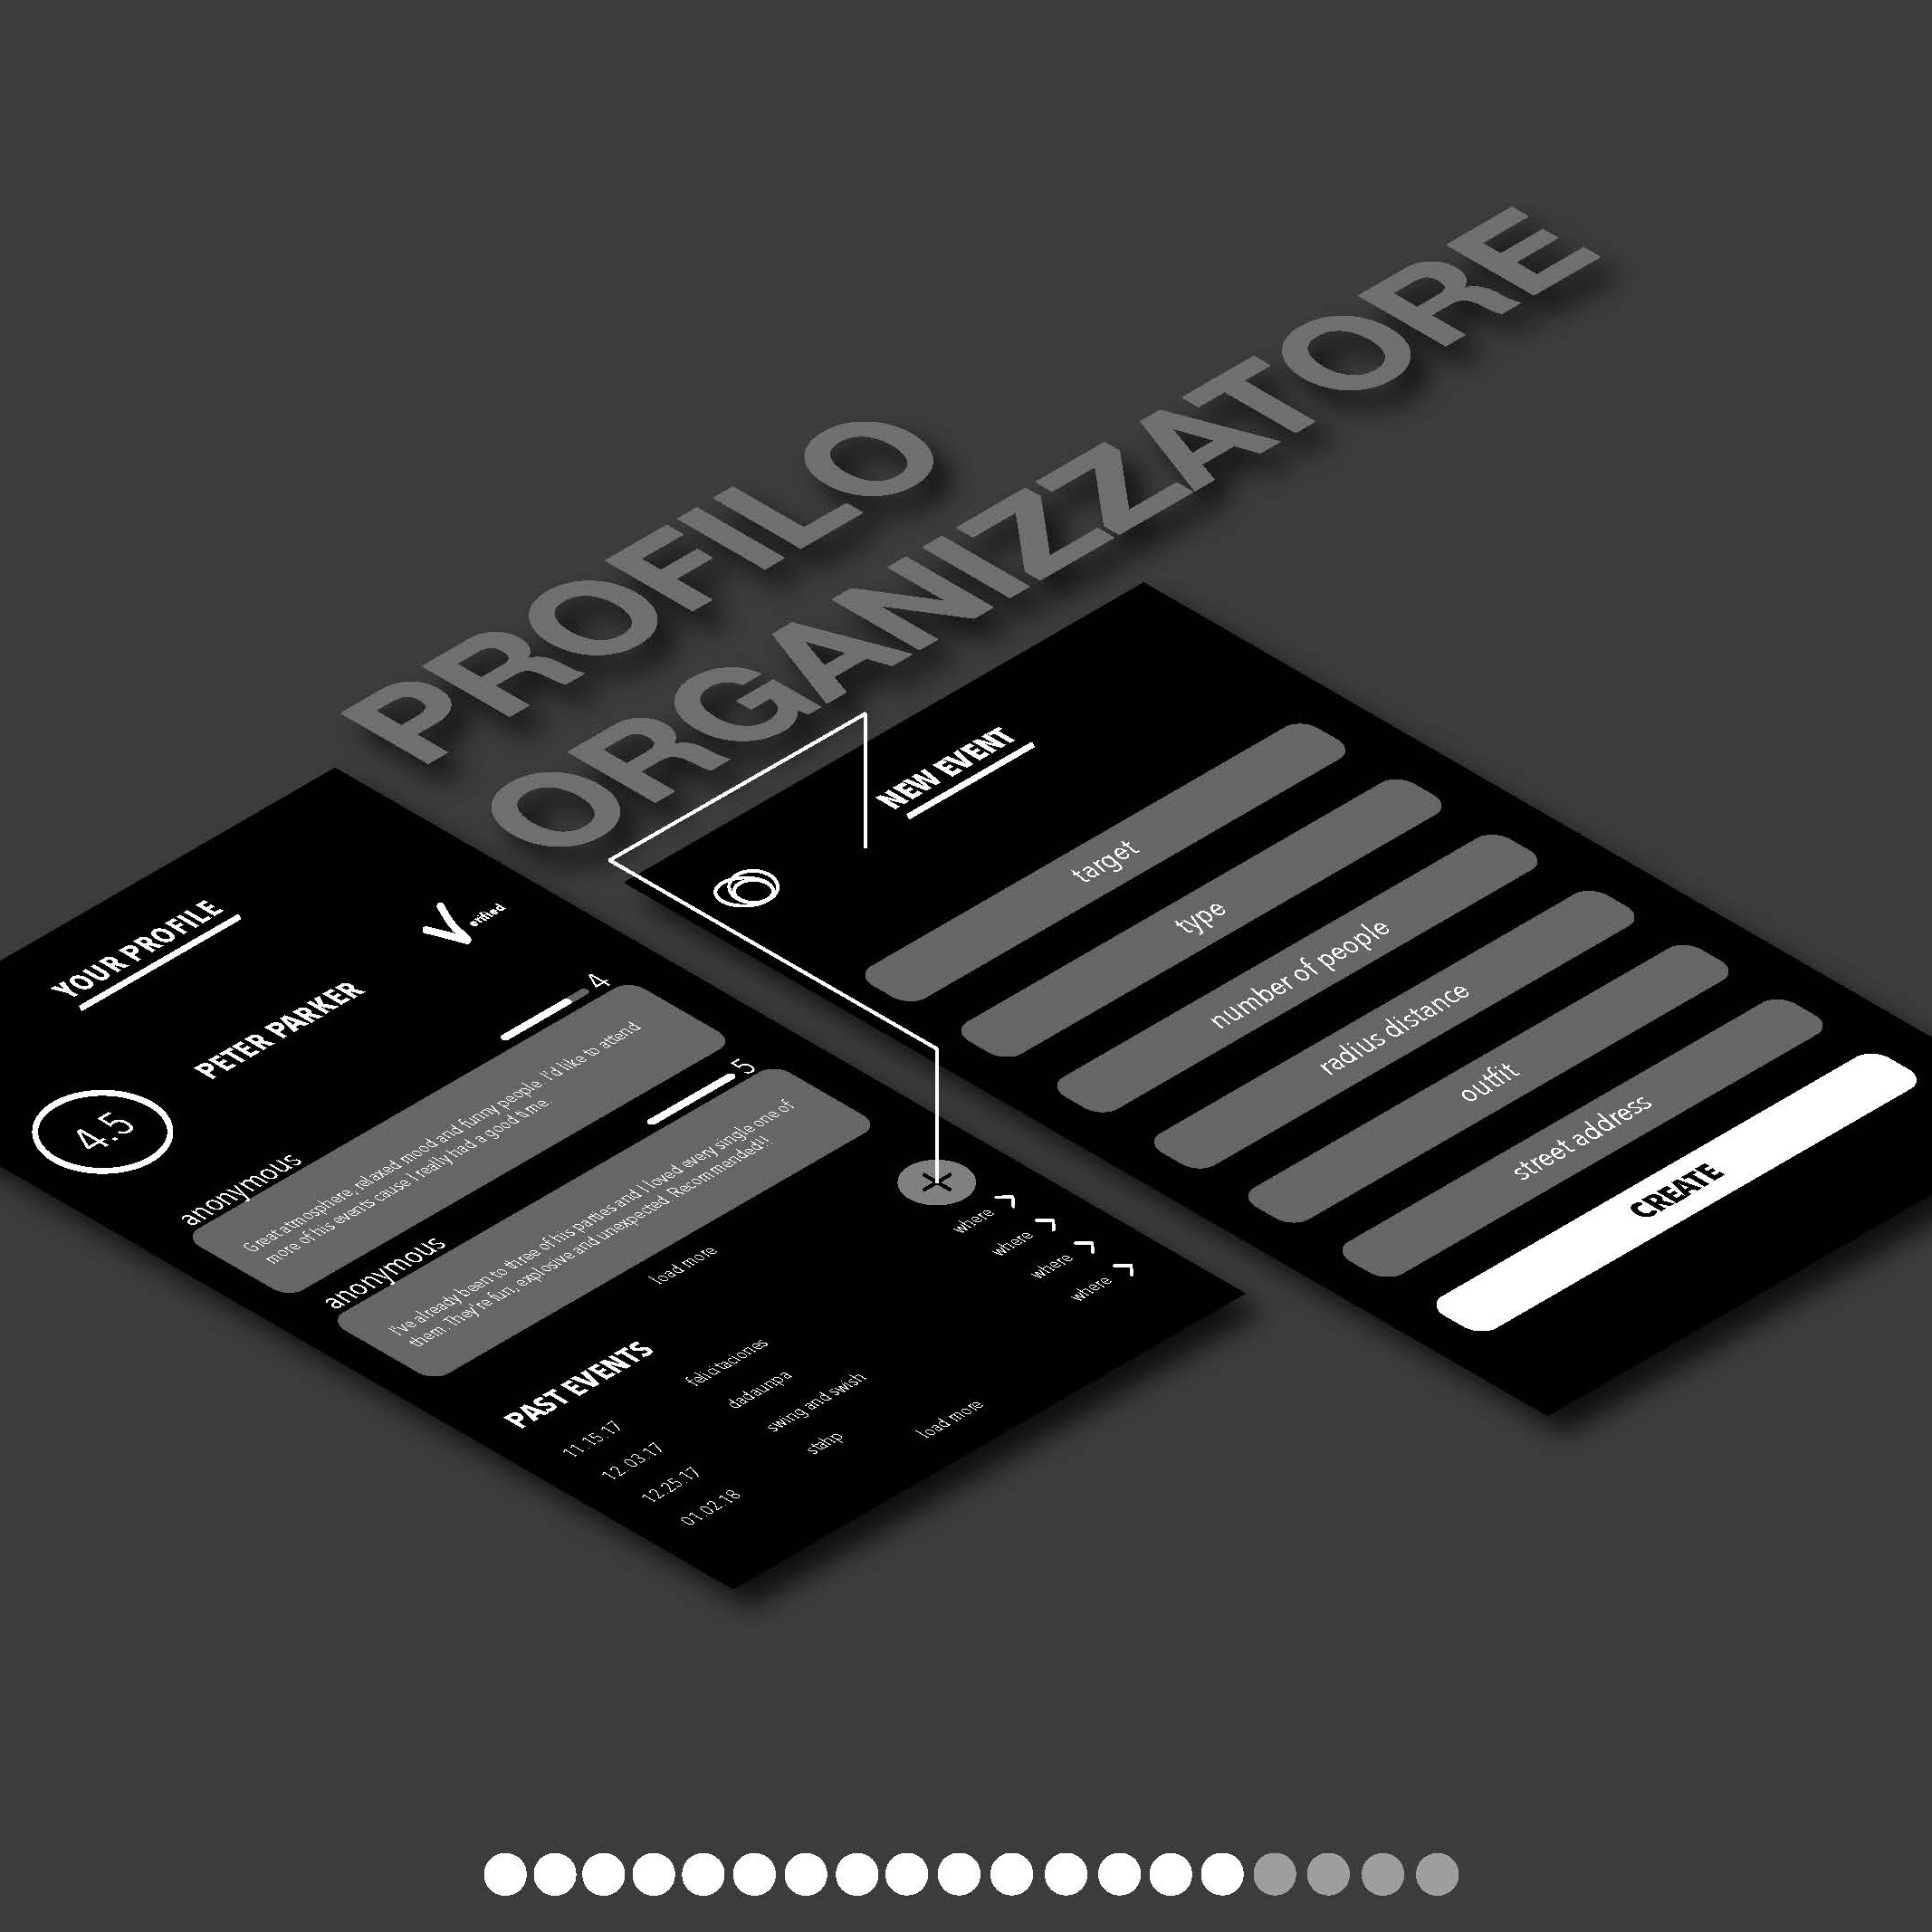 PROFILO
ORGANIZZATORE
YOUR PROFILE
4.5
PETER PARKER
Verified
anonymous
4
Great atmosphere, relaxed mood and funny people. I'd like to attend
more of his events cause I really had a good time.
anonymous
5
I've already been to three of his parties and I loved every single one of
them. They're fun, explosive and unexpected. Recommended!!
load more
PAST EVENTS
11.15.17 felicitaciones where
12.03.17 dadaunpa where
12.25.17 swing and swish where
01.02.18 stahp where
load more
NEW EVENT
target
type
number of people
radius distance
outfit
street address
CREATE